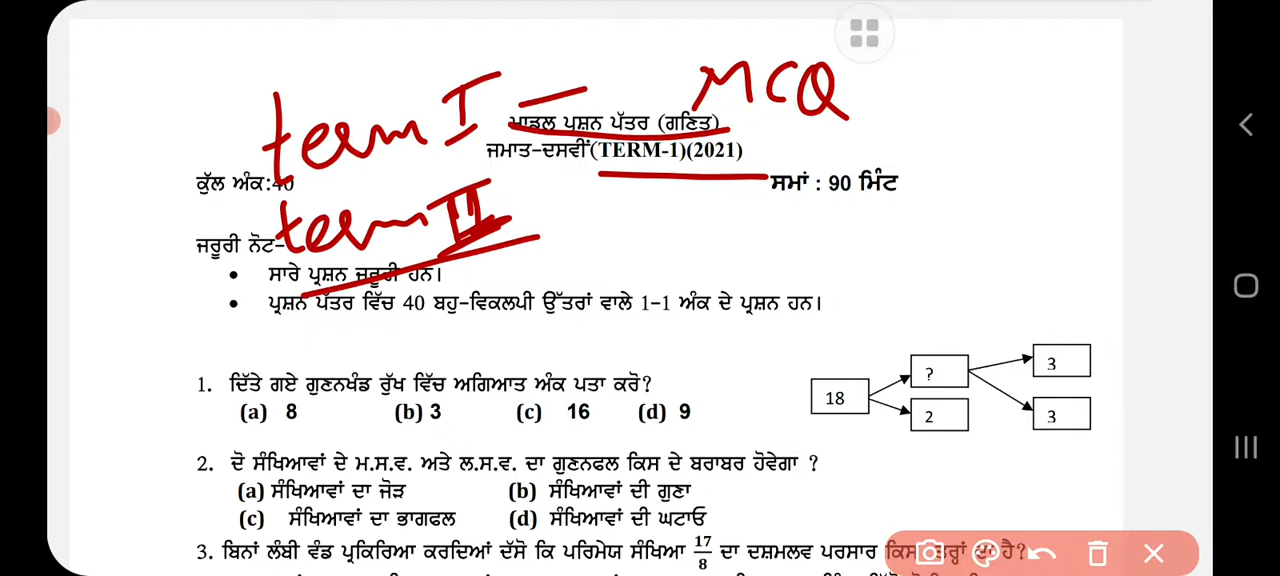 term I - MCQ
ਮਾਡਲ ਪਸ਼ਨ ਪੱਤਰ (ਗਣਿਤ)
ਜਮਾਤ-ਦਸਵੀਂ(TERM-1)(2021)
ਕੁੱਲ ਅੰਕ:40 ਸਮਾਂ : 90 ਮਿੰਟ
term II
ਜਰੂਰੀ ਨੋਟ-
• ਸਾਰੇ ਪ੍ਰਸ਼ਨ ਜ਼ਰੂਰੀ ਹਨ।
• ਪ੍ਰਸ਼ਨ ਪੱਤਰ ਵਿੱਚ 40 ਬਹੁ-ਵਿਕਲਪੀ ਉੱਤਰਾਂ ਵਾਲੇ 1-1 ਅੰਕ ਦੇ ਪ੍ਰਸ਼ਨ ਹਨ।
1. ਦਿੱਤੇ ਗਏ ਗੁਣਨਖੰਡ ਰੁੱਖ ਵਿੱਚ ਅਗਿਆਤ ਅੰਕ ਪਤਾ ਕਰੋ?
(a) 8 (b) 3 (c) 16 (d) 9
18 ? 2 3 3
2. ਦੋ ਸੰਖਿਆਵਾਂ ਦੇ ਮ.ਸ.ਵ. ਅਤੇ ਲ.ਸ.ਵ. ਦਾ ਗੁਣਨਫਲ ਕਿਸ ਦੇ ਬਰਾਬਰ ਹੋਵੇਗਾ ?
(a) ਸੰਖਿਆਵਾਂ ਦਾ ਜੋੜ (b) ਸੰਖਿਆਵਾਂ ਦੀ ਗੁਣਾ
(c) ਸੰਖਿਆਵਾਂ ਦਾ ਭਾਗਫਲ (d) ਸੰਖਿਆਵਾਂ ਦੀ ਘਟਾਓ
3. ਬਿਨਾਂ ਲੰਬੀ ਵੰਡ ਪ੍ਰਕਿਰਿਆ ਕਰਦਿਆਂ ਦੱਸੋ ਕਿ ਪਰਿਮੇਯ ਸੰਖਿਆ 17/8 ਦਾ ਦਸ਼ਮਲਵ ਪਰਸਾਰ